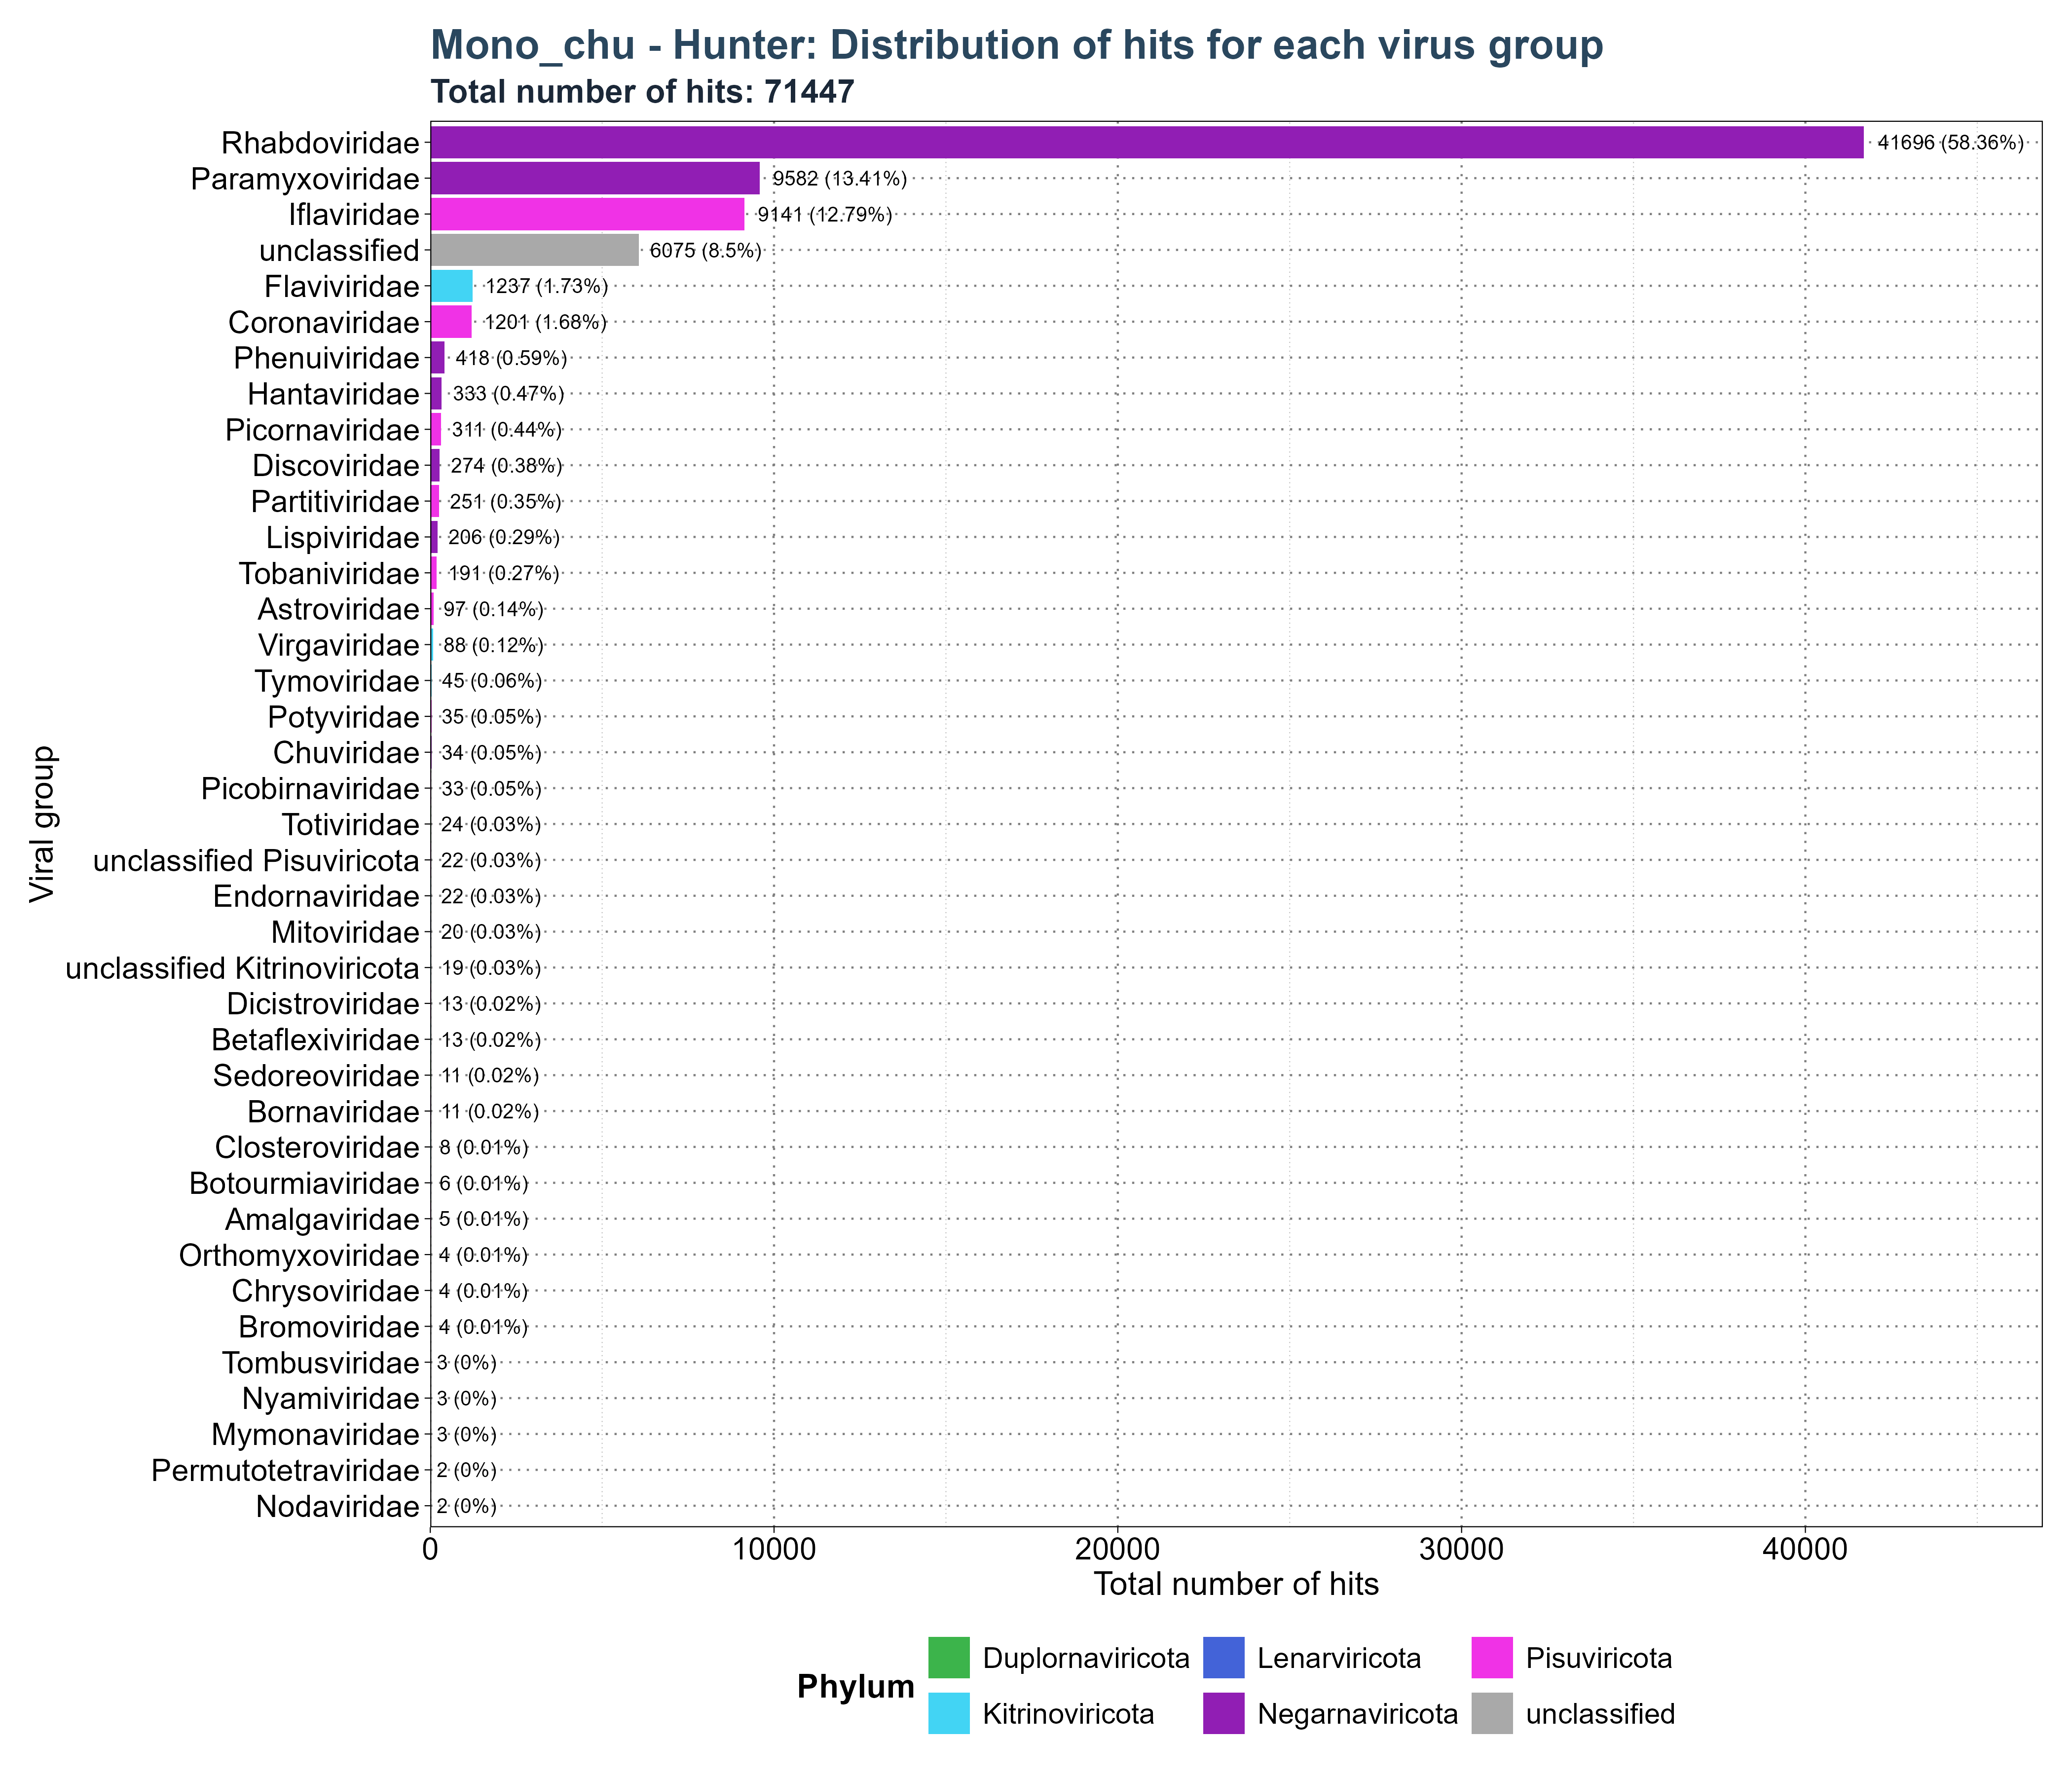 Mono_chu - Hunter: Distribution of hits for each virus group
Total number of hits: 71447
Rhabdoviridae 41696 (58.36%)
Paramyxoviridae 9582 (13.41%)
Iflaviridae 9141 (12.79%)
unclassified 6075 (8.5%)
Flaviviridae 1237 (1.73%)
Coronaviridae 1201 (1.68%)
Phenuiviridae 418 (0.59%)
Hantaviridae 333 (0.47%)
Picornaviridae 311 (0.44%)
Discoviridae 274 (0.38%)
Partitiviridae 251 (0.35%)
Lispiviridae 206 (0.29%)
Tobaniviridae 191 (0.27%)
Astroviridae 97 (0.14%)
Virgaviridae 88 (0.12%)
Tymoviridae 45 (0.06%)
Potyviridae 35 (0.05%)
Chuviridae 34 (0.05%)
Picobirnaviridae 33 (0.05%)
Totiviridae 24 (0.03%)
unclassified Pisuviricota 22 (0.03%)
Endornaviridae 22 (0.03%)
Mitoviridae 20 (0.03%)
unclassified Kitrinoviricota 19 (0.03%)
Dicistroviridae 13 (0.02%)
Betaflexiviridae 13 (0.02%)
Sedoreoviridae 11 (0.02%)
Bornaviridae 11 (0.02%)
Closteroviridae 8 (0.01%)
Botourmiaviridae 6 (0.01%)
Amalgaviridae 5 (0.01%)
Orthomyxoviridae 4 (0.01%)
Chrysoviridae 4 (0.01%)
Bromoviridae 4 (0.01%)
Tombusviridae 3 (0%)
Nyamiviridae 3 (0%)
Mymonaviridae 3 (0%)
Permutotetraviridae 2 (0%)
Nodaviridae 2 (0%)
Viral group
0 10000 20000 30000 40000
Total number of hits
Phylum
Duplornaviricota Lenarviricota Pisuviricota
Kitrinoviricota Negarnaviricota unclassified